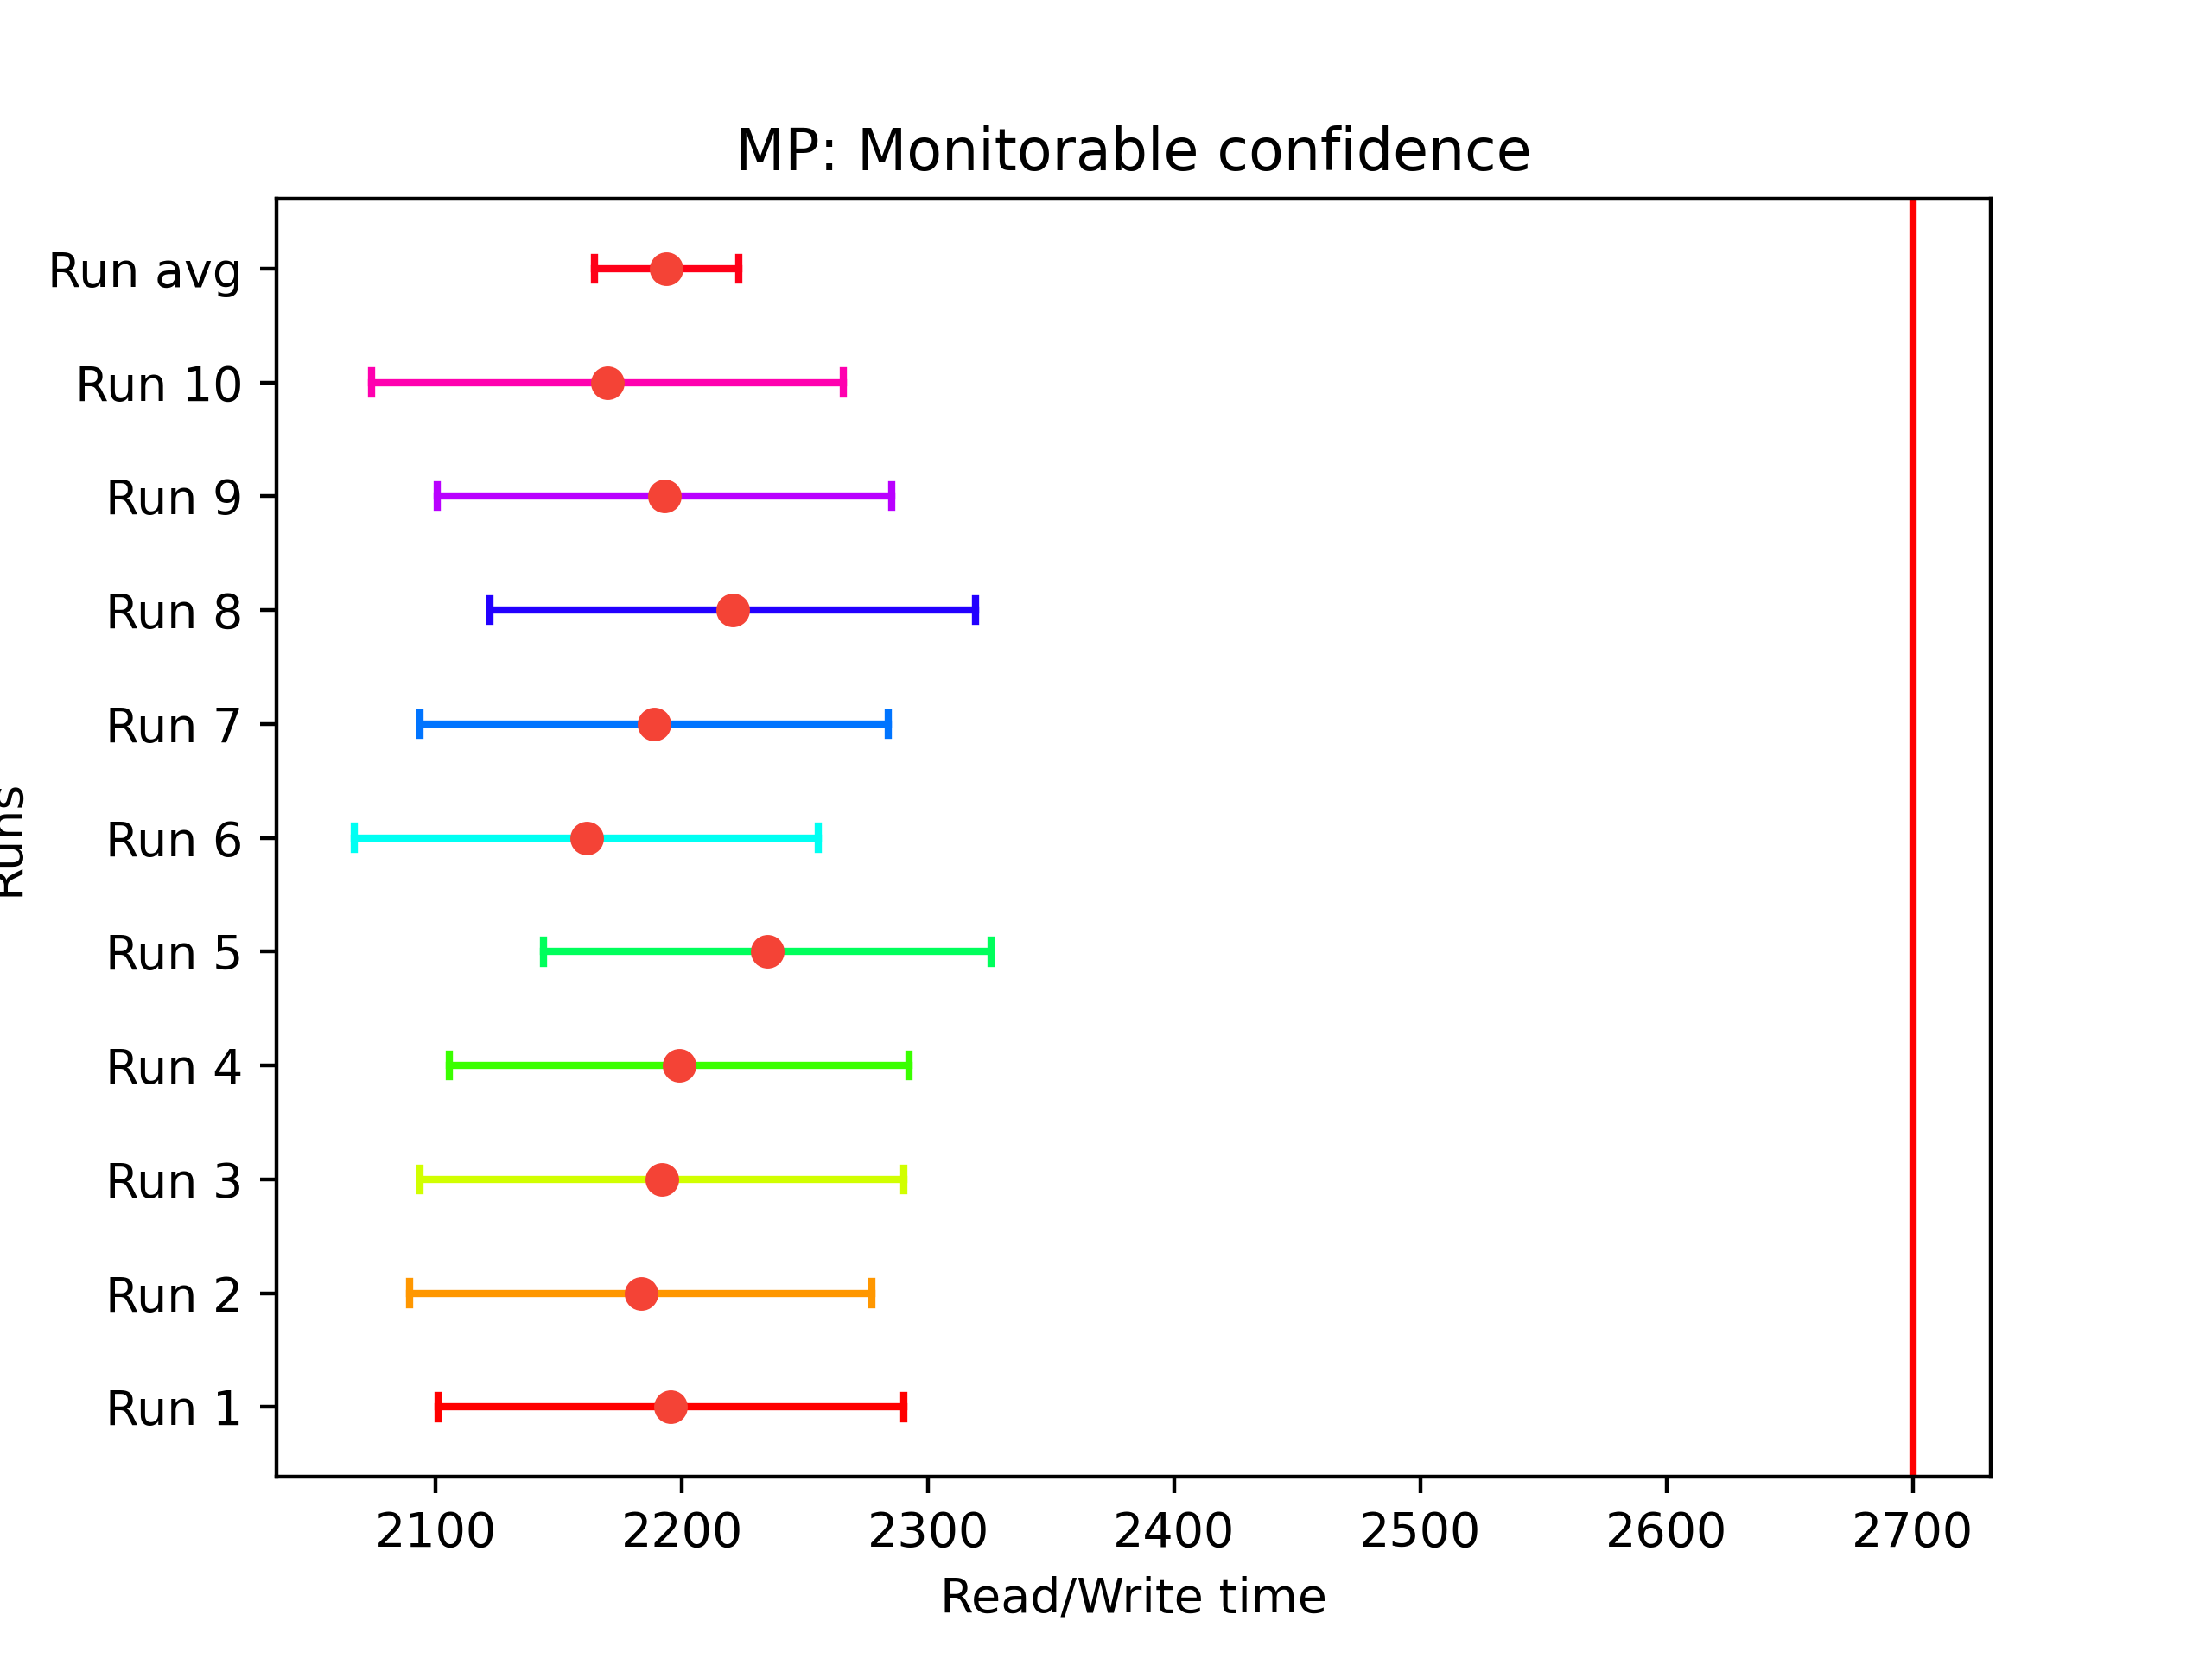 MP: Monitorable confidence
Run avg
Run 10
Run 9
Run 8
Run 7
Run 6
Run 5
Run 4
Run 3
Run 2
Run 1
Runs
2100 2200 2300 2400 2500 2600 2700
Read/Write time